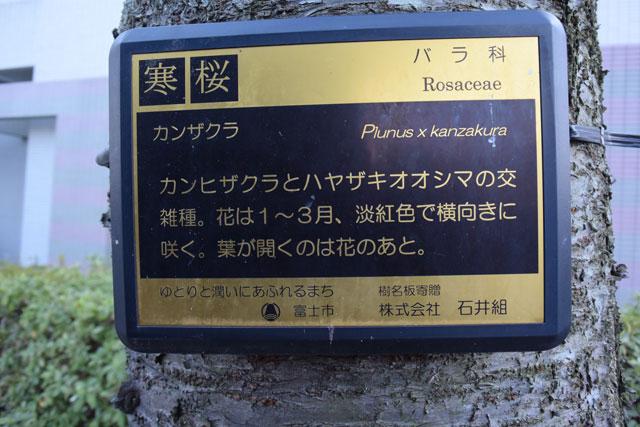 寒桜
バラ科
Rosaceae
カンザクラ
Plunus x kanzakura
カンヒザクラとハヤザキオオシマの交
雑種。花は1～3月、淡紅色で横向きに
咲く。葉が開くのは花のあと。
ゆとりと潤いにあふれるまち
富士市
樹名板寄贈
株式会社 石井組